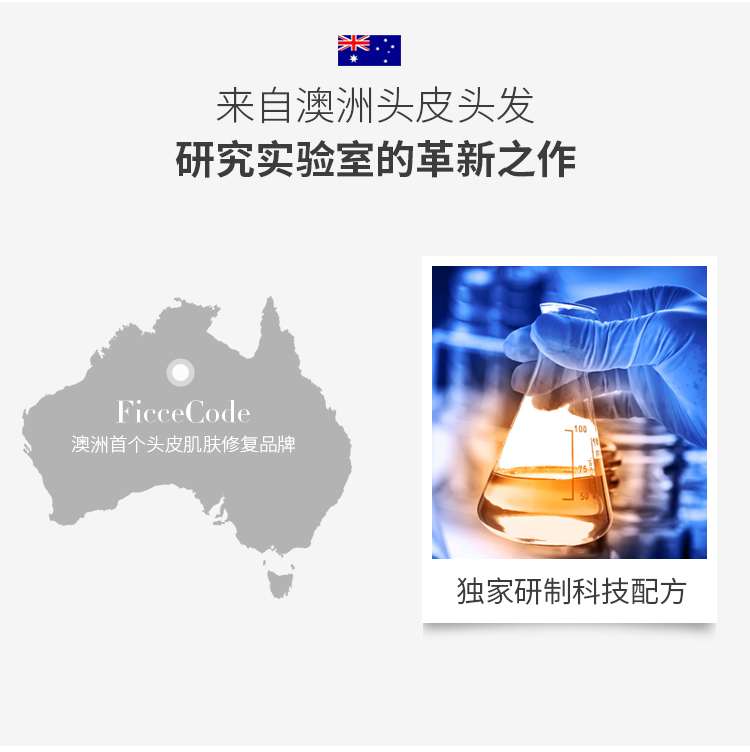 来自澳洲头皮头发
研究实验室的革新之作
FicceCode
澳洲首个头皮肌肤修复品牌
100
75
50
独家研制科技配方